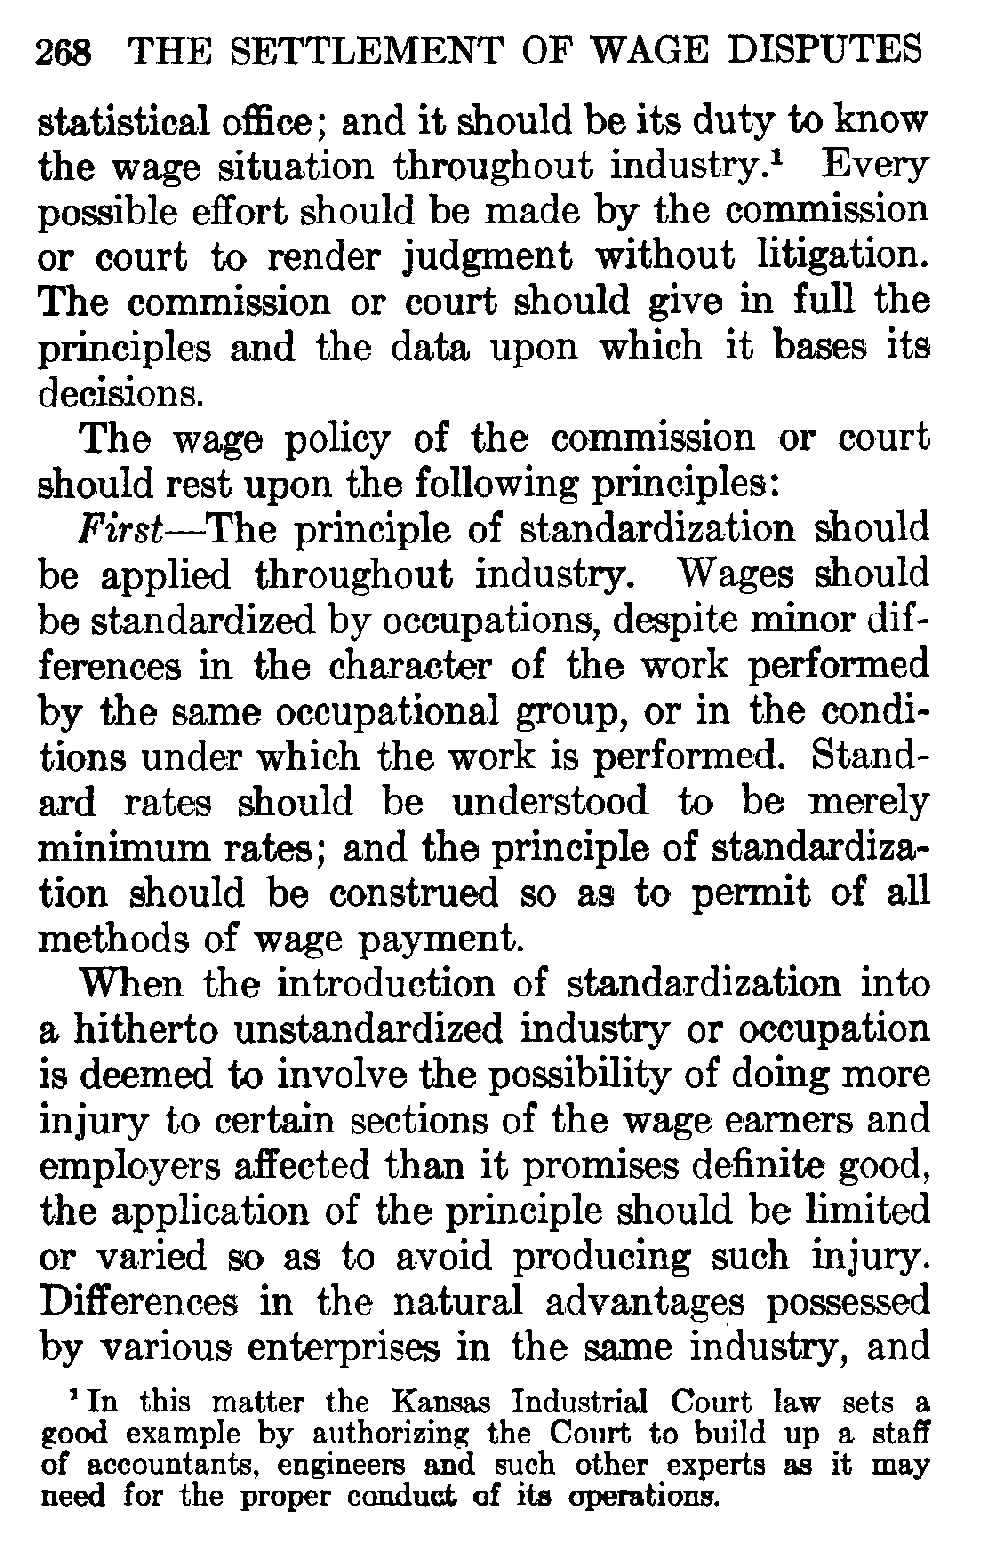 268 THE SETTLEMENT OF WAGE DISPUTES
statistical office; and it should be its duty to know
the wage situation throughout industry.¹ Every
possible effort should be made by the commission
or court to render judgment without litigation.
The commission or court should give in full the
principles and the data upon which it bases its
decisions.
The wage policy of the commission or court
should rest upon the following principles:
First—The principle of standardization should
be applied throughout industry. Wages should
be standardized by occupations, despite minor dif-
ferences in the character of the work performed
by the same occupational group, or in the condi-
tions under which the work is performed. Stand-
ard rates should be understood to be merely
minimum rates; and the principle of standardiza-
tion should be construed so as to permit of all
methods of wage payment.
When the introduction of standardization into
a hitherto unstandardized industry or occupation
is deemed to involve the possibility of doing more
injury to certain sections of the wage earners and
employers affected than it promises definite good,
the application of the principle should be limited
or varied so as to avoid producing such injury.
Differences in the natural advantages possessed
by various enterprises in the same industry, and
¹ In this matter the Kansas Industrial Court law sets a
good example by authorizing the Court to build up a staff
of accountants, engineers and such other experts as it may
need for the proper conduct of its operations.